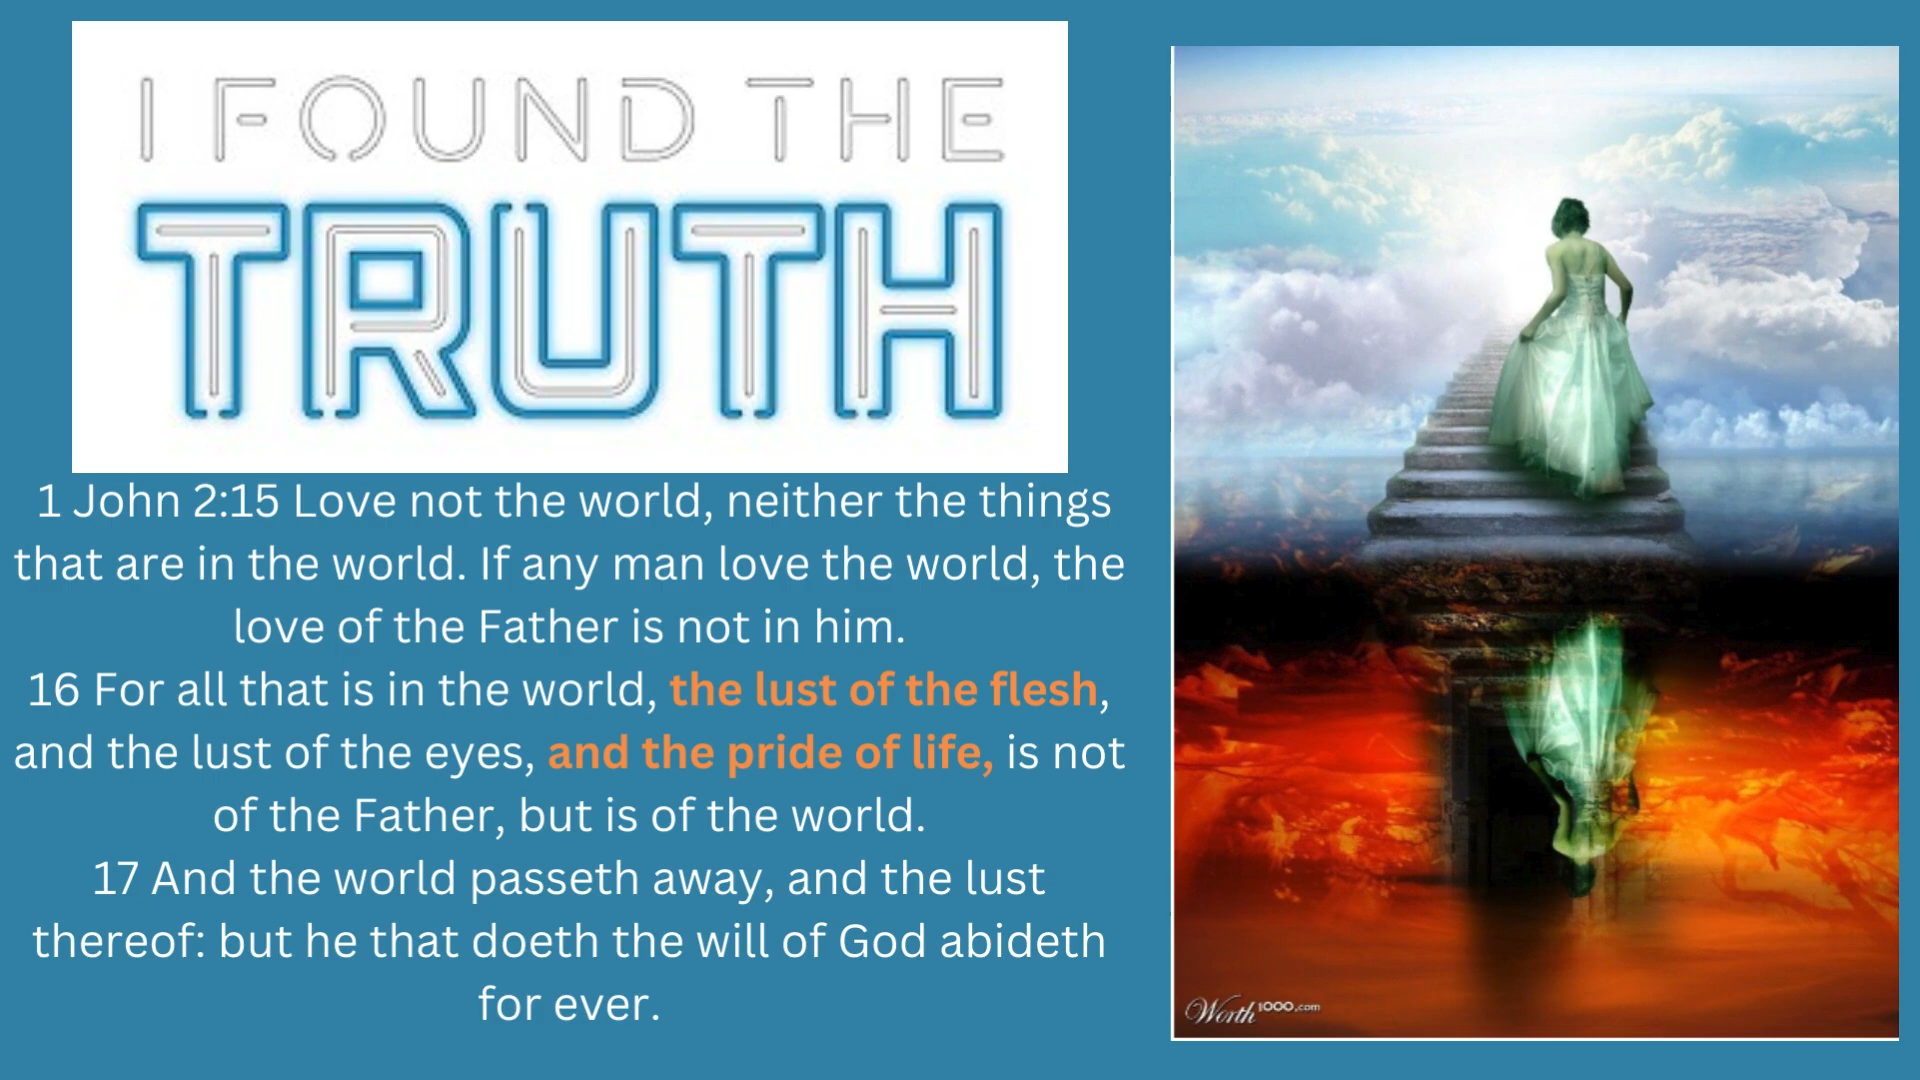 I FOUND THE
TRUTH
1 John 2:15 Love not the world, neither the things
that are in the world. If any man love the world, the
love of the Father is not in him.
16 For all that is in the world, the lust of the flesh,
and the lust of the eyes, and the pride of life, is not
of the Father, but is of the world.
17 And the world passeth away, and the lust
thereof: but he that doeth the will of God abideth
for ever.
Worth1000.com